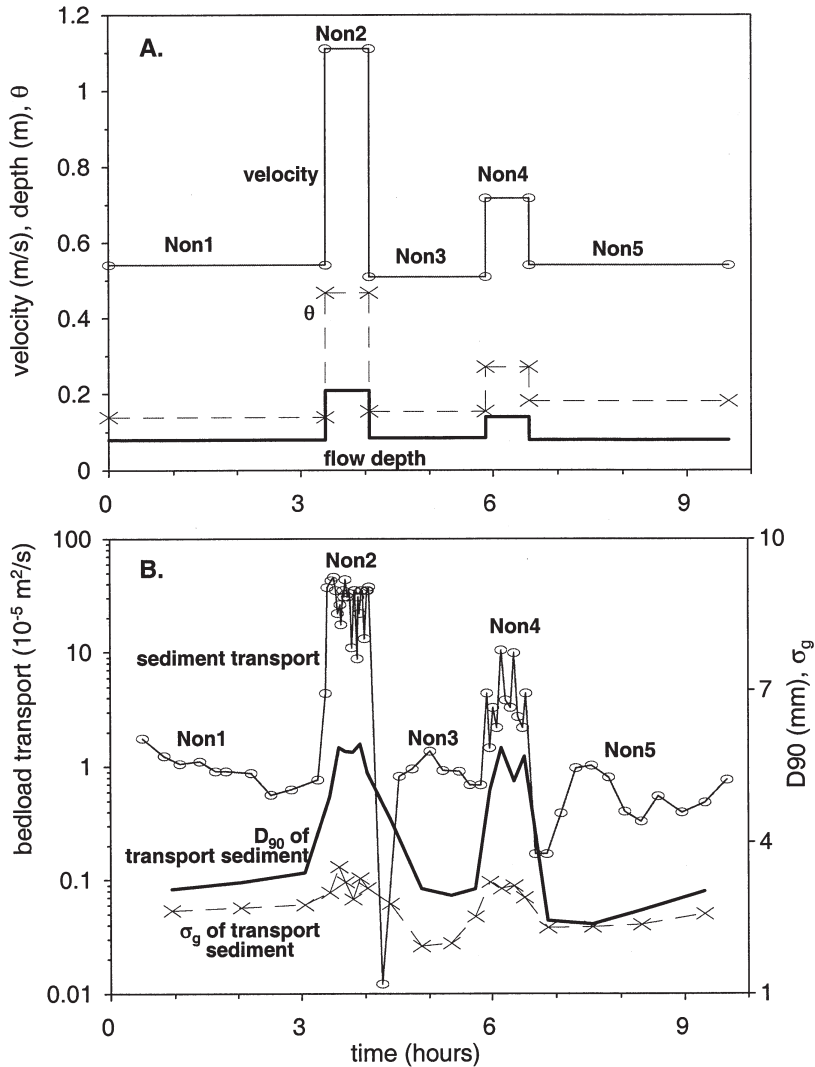 1.2
1
0.8
0.6
0.4
0.2
0
velocity (m/s), depth (m), θ
A.
Non2
velocity
Non4
Non1
Non3
Non5
θ
flow depth
0
3
6
9
100
10
1
0.1
0.01
bedload transport (10⁻⁵ m²/s)
B.
Non2
Non4
sediment transport
Non1
Non3
Non5
D₉₀ of
transport sediment
σg of transport
sediment
10
7
4
1
D90 (mm), σg
0
3
6
9
time (hours)